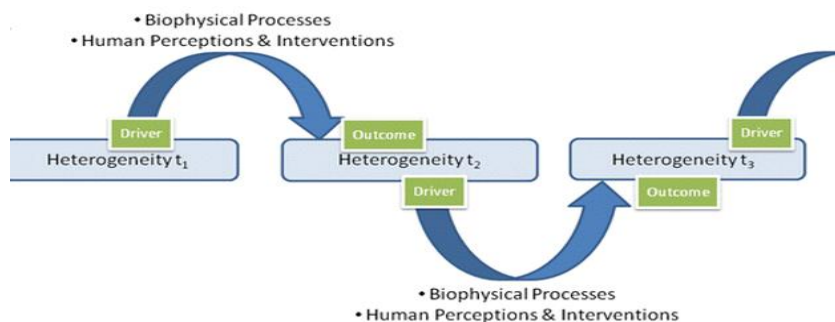 • Biophysical Processes
• Human Perceptions & Interventions
Driver
Heterogeneity t₁
Outcome
Heterogeneity t₂
Driver
Driver
Heterogeneity t₃
Outcome
• Biophysical Processes
• Human Perceptions & Interventions